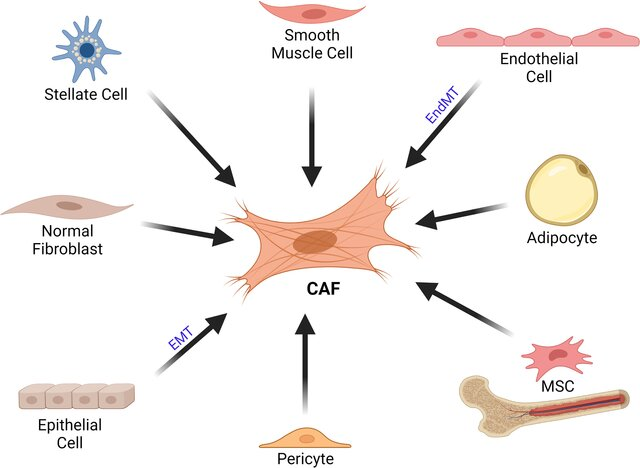 Smooth
Muscle Cell
Stellate Cell
Endothelial
Cell
EndMT
Normal
Fibroblast
Adipocyte
CAF
EMT
MSC
Epithelial
Cell
Pericyte